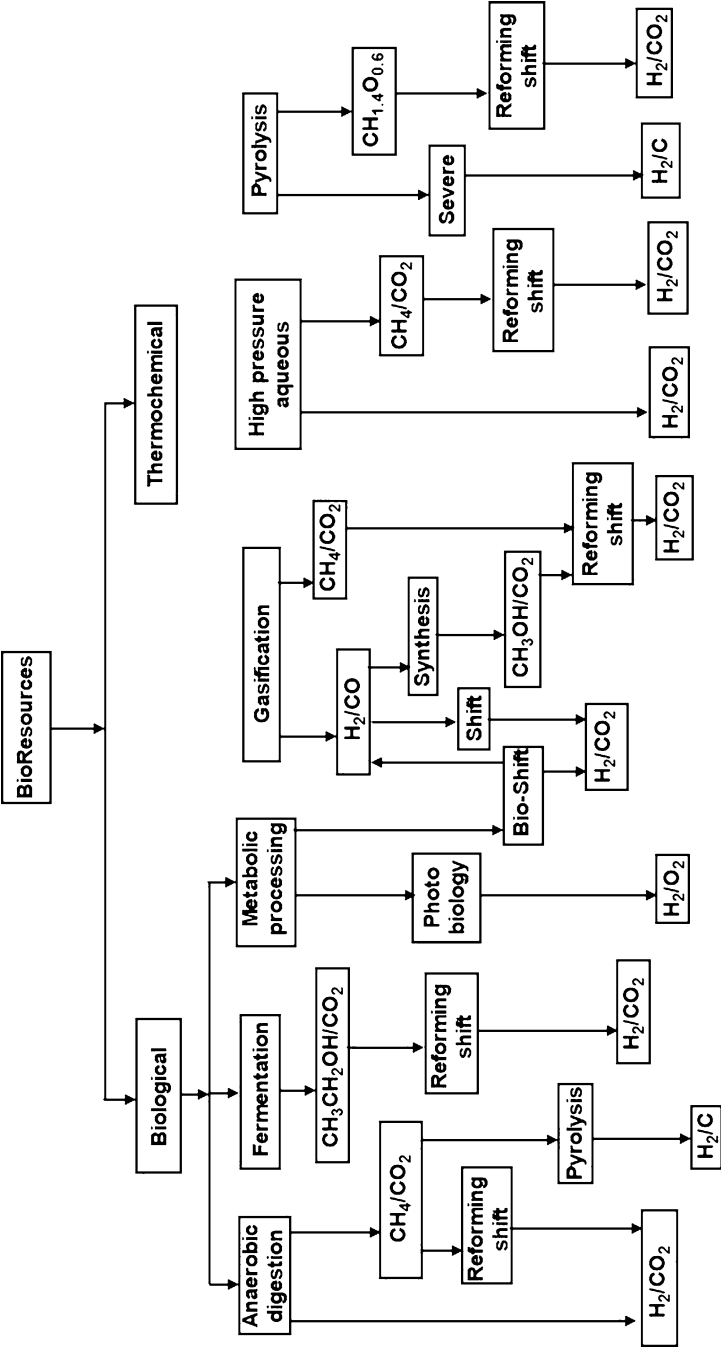 BioResources
Biological
Thermochemical
Anaerobic
digestion
Fermentation
Metabolic
processing
Gasification
High pressure
aqueous
Pyrolysis
CH₄/CO₂
Reforming
shift
Pyrolysis
H₂/CO₂
H₂/C
CH₃CH₂OH/CO₂
Reforming
shift
H₂/CO₂
Photo
biology
H₂/O₂
Bio-Shift
H₂/CO
Shift
H₂/CO₂
Synthesis
CH₃OH/CO₂
CH₄/CO₂
Reforming
shift
H₂/CO₂
H₂/CO₂
CH₄/CO₂
Reforming
shift
H₂/CO₂
Severe
H₂/C
CH₁.₄O₀.₆
Reforming
shift
H₂/CO₂